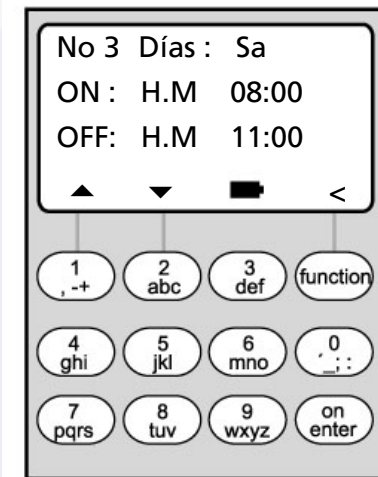 No 3 Días : Sa
ON : H.M 08:00
OFF: H.M 11:00
<
1 2 3 function
, -+ abc def
4 5 6 0
ghi jkl mno ´_; :
7 8 9 on
pqrs tuv wxyz enter